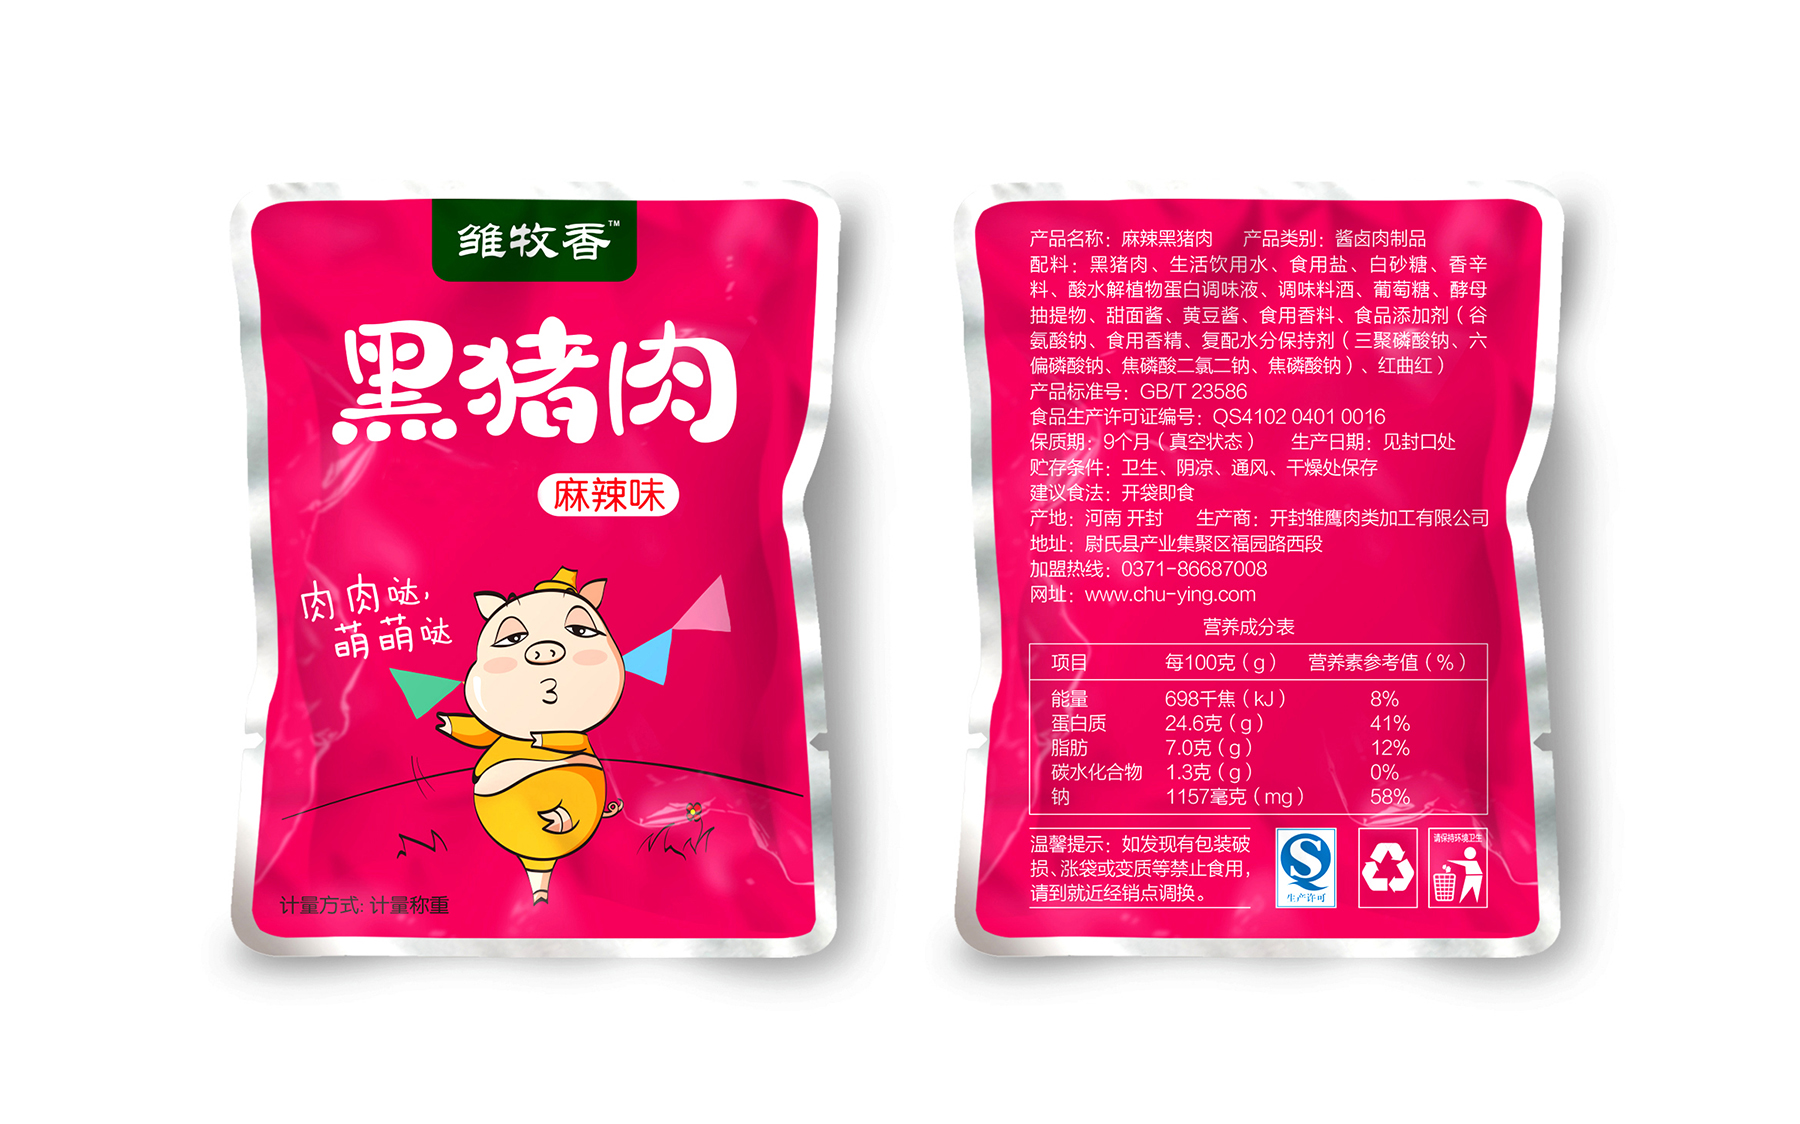 雏牧香™
黑猪肉
麻辣味
肉肉哒,
萌萌哒
计量方式: 计量称重
产品名称：麻辣黑猪肉 产品类别：酱卤肉制品
配料：黑猪肉、生活饮用水、食用盐、白砂糖、香辛
料、酸水解植物蛋白调味液、调味料酒、葡萄糖、酵母
抽提物、甜面酱、黄豆酱、食用香料、食品添加剂（谷
氨酸钠、食用香精、复配水分保持剂（三聚磷酸钠、六
偏磷酸钠、焦磷酸二氯二钠、焦磷酸钠）、红曲红）
产品标准号：GB/T 23586
食品生产许可证编号：QS4102 0401 0016
保质期：9个月（真空状态） 生产日期：见封口处
贮存条件：卫生、阴凉、通风、干燥处保存
建议食法：开袋即食
产地：河南 开封 生产商：开封雏鹰肉类加工有限公司
地址：尉氏县产业集聚区福园路西段
加盟热线：0371-86687008
网址：www.chu-ying.com
营养成分表
项目 每100克（g） 营养素参考值（%）
能量 698千焦（kJ） 8%
蛋白质 24.6克（g） 41%
脂肪 7.0克（g） 12%
碳水化合物 1.3克（g） 0%
钠 1157毫克（mg） 58%
温馨提示：如发现有包装破
损、涨袋或变质等禁止食用，
请到就近经销点调换。
生产许可
请保持环境卫生